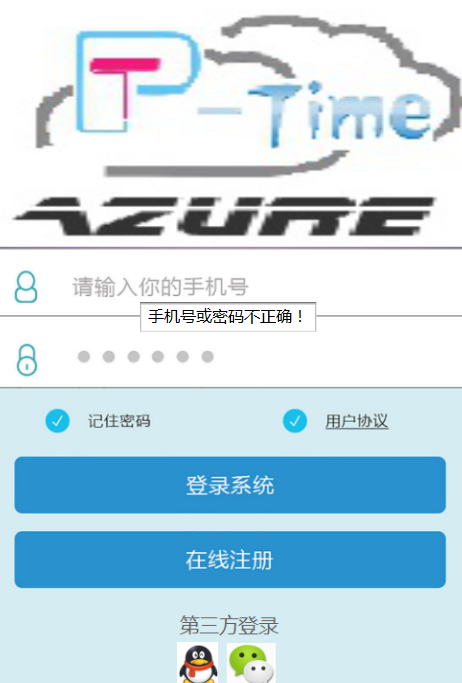 PT-Time
AZURE
请输入你的手机号
手机号或密码不正确！
记住密码 用户协议
登录系统
在线注册
第三方登录